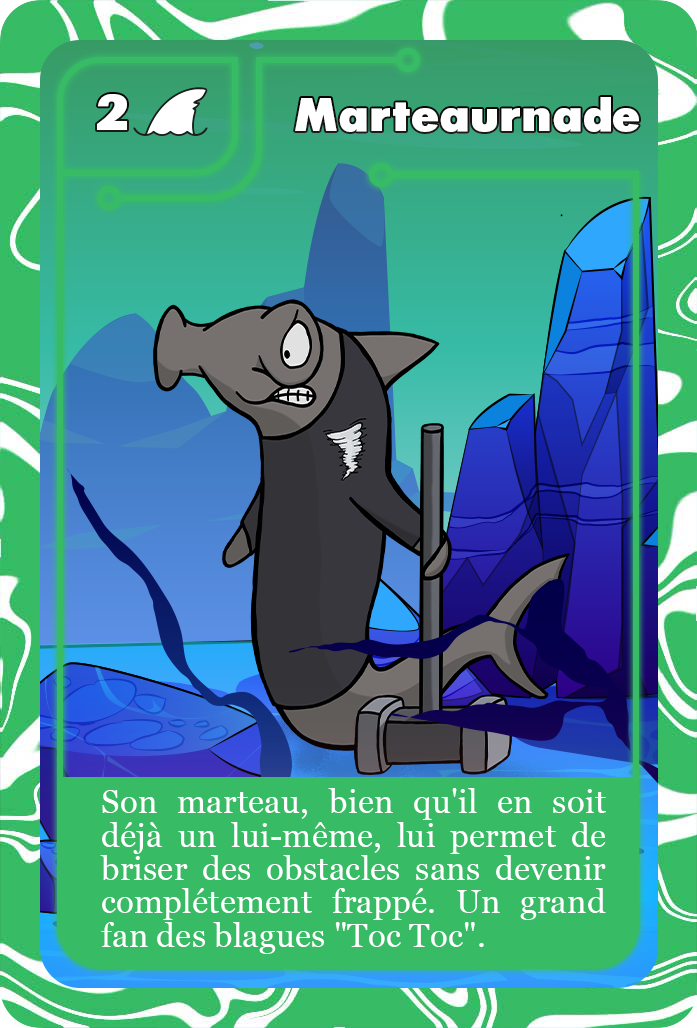 2
Marteaurnade
Son marteau, bien qu'il en soit
déjà un lui-même, lui permet de
briser des obstacles sans devenir
complétement frappé. Un grand
fan des blagues "Toc Toc".